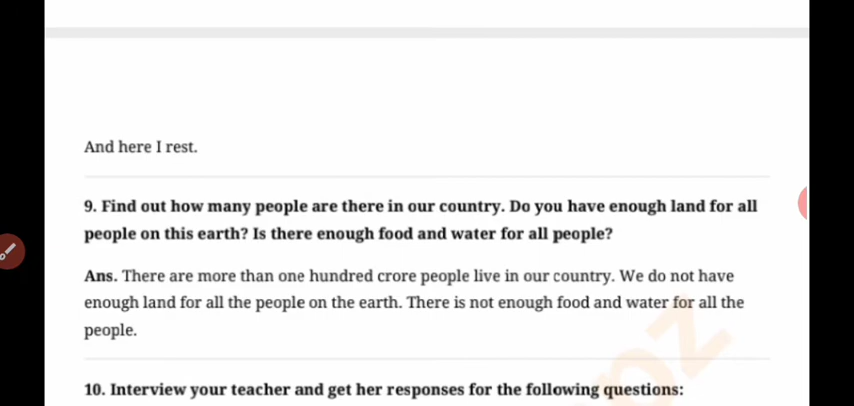 And here I rest.
9. Find out how many people are there in our country. Do you have enough land for all
people on this earth? Is there enough food and water for all people?
Ans. There are more than one hundred crore people live in our country. We do not have
enough land for all the people on the earth. There is not enough food and water for all the
people.
10. Interview your teacher and get her responses for the following questions: